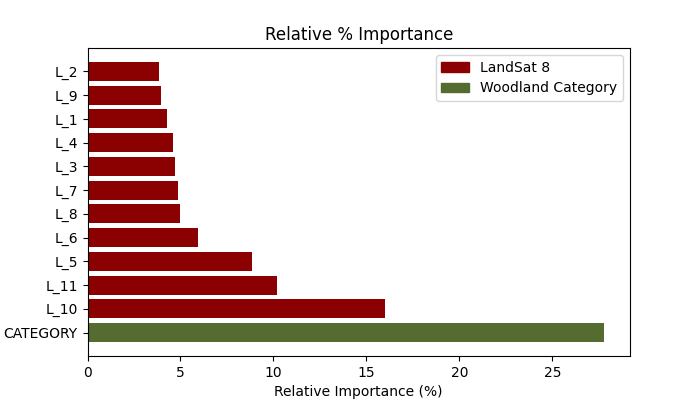 Relative % Importance
LandSat 8
Woodland Category
L_2
L_9
L_1
L_4
L_3
L_7
L_8
L_6
L_5
L_11
L_10
CATEGORY
0 5 10 15 20 25
Relative Importance (%)